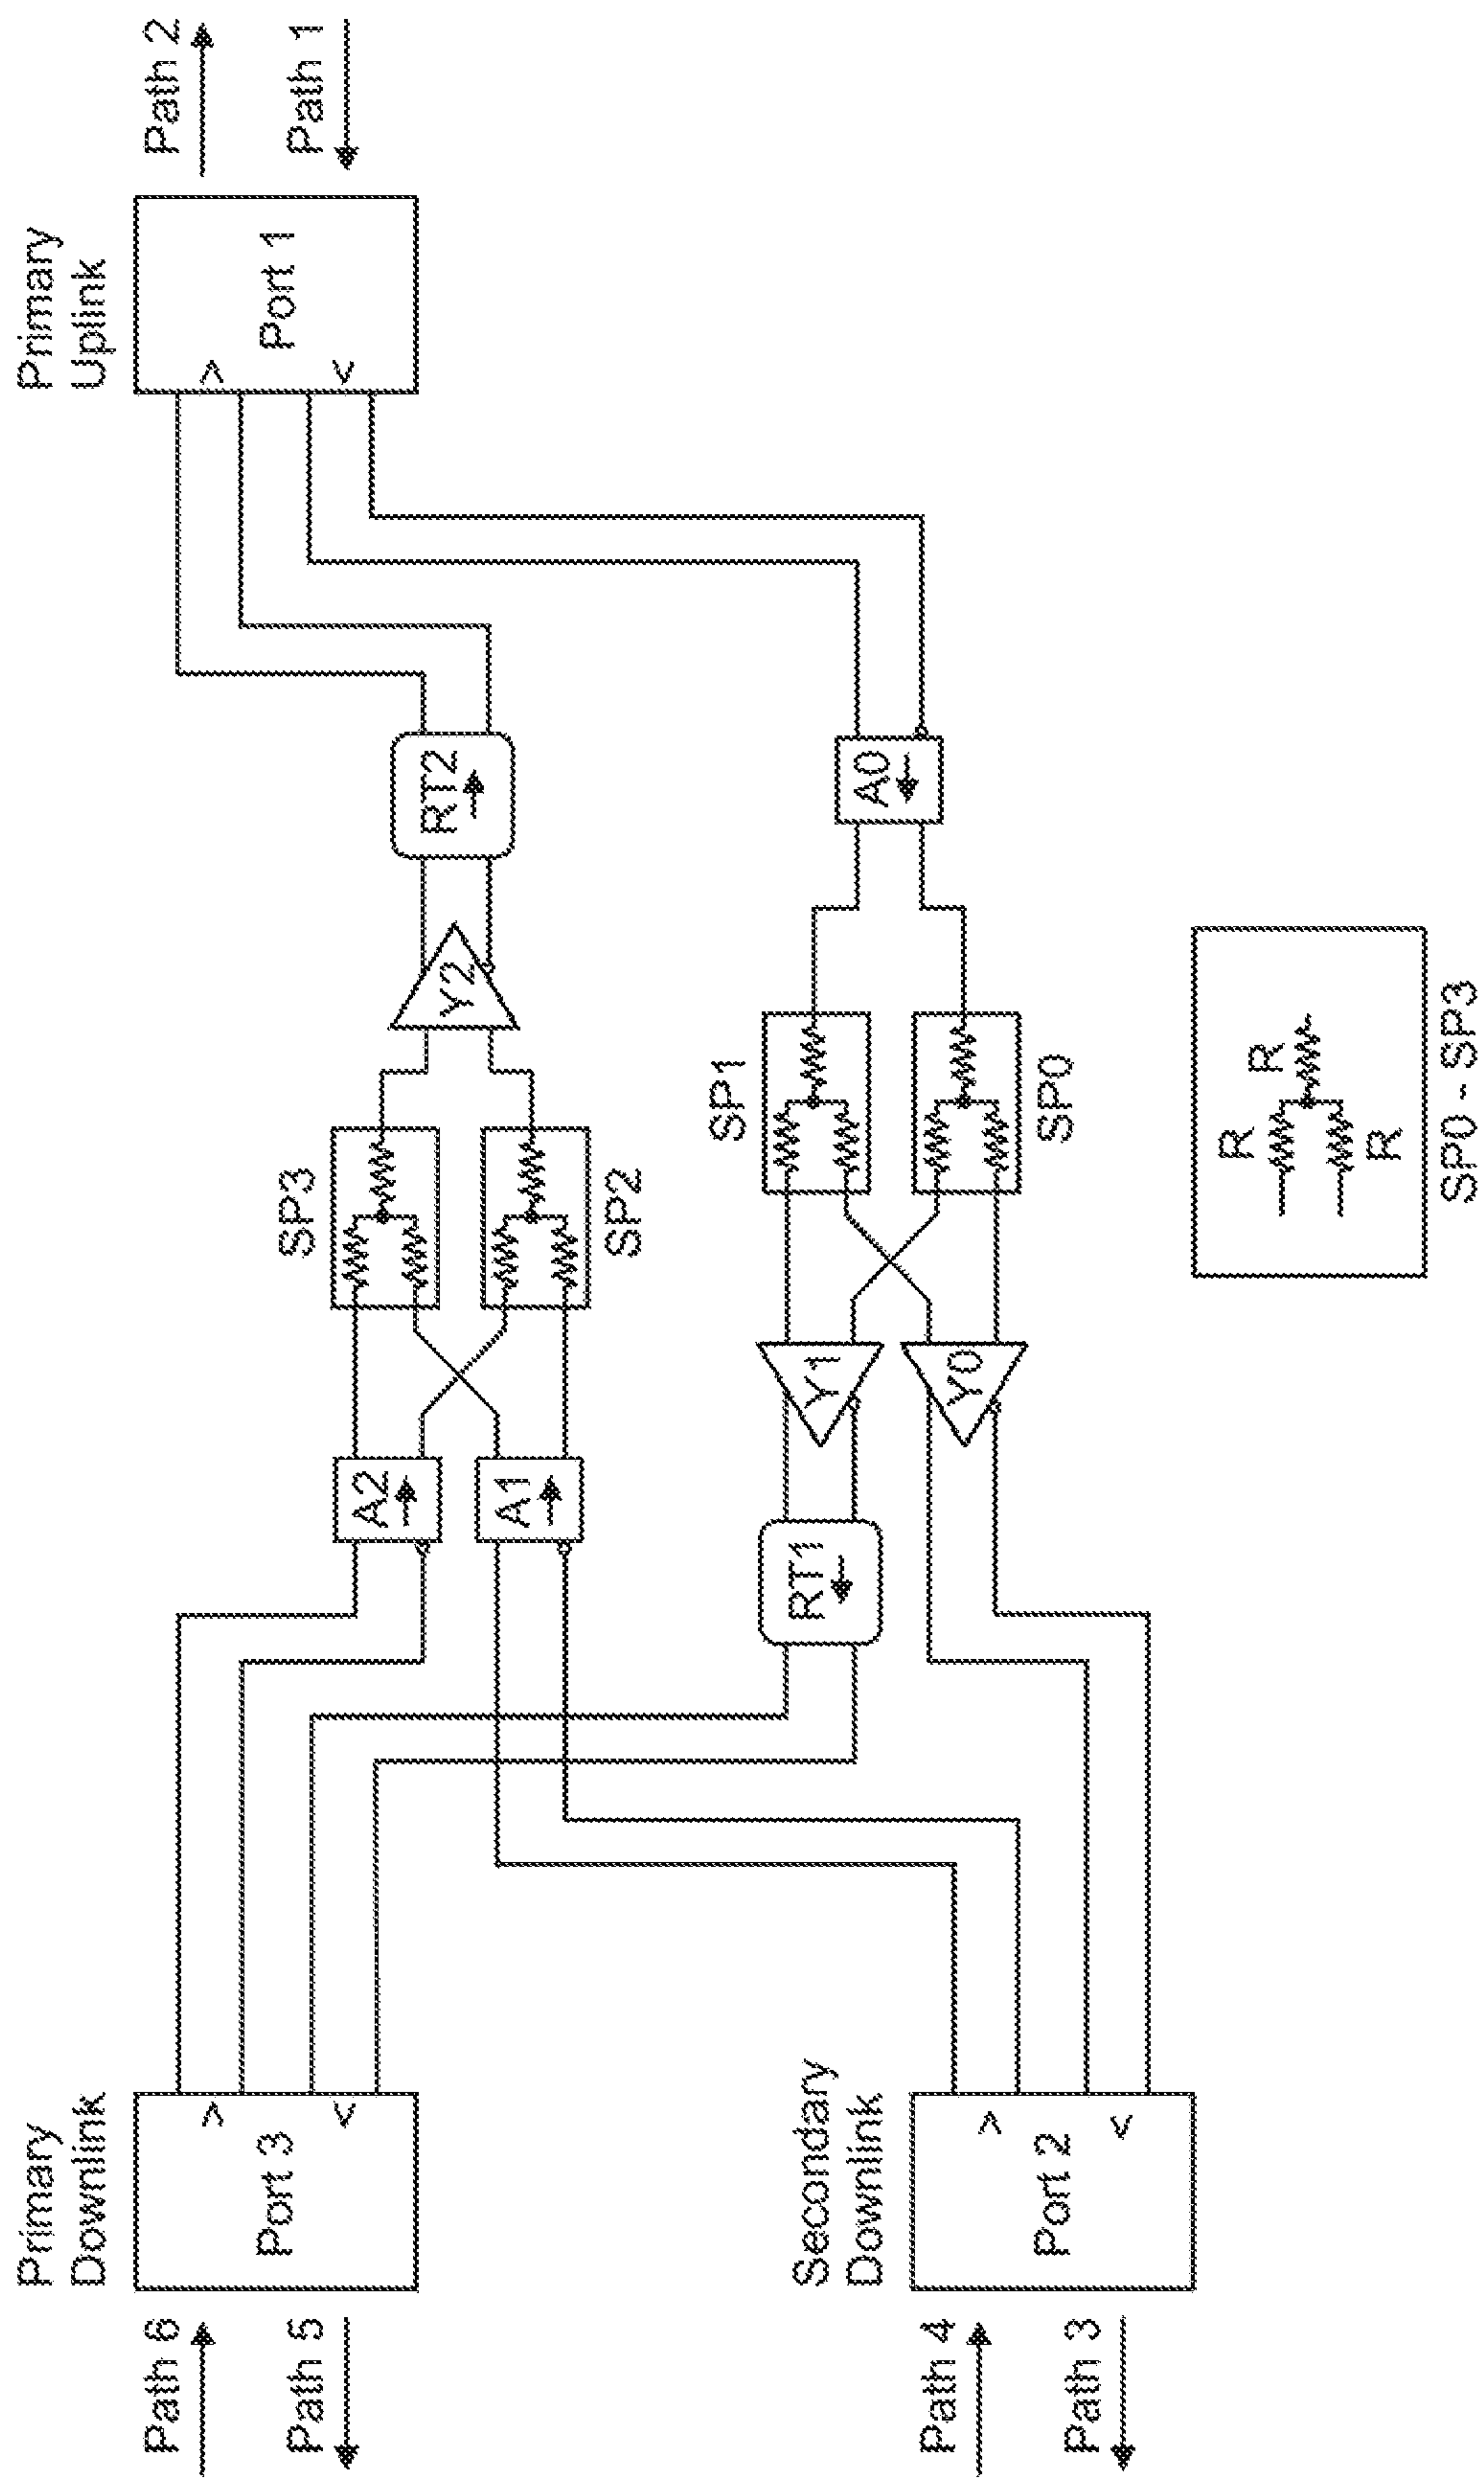 Primary
Downlink
Path 6
Path 5
Port 3
Secondary
Downlink
Path 4
Path 3
Port 2
A2
A1
RT1
Y1
Y0
SP3
SP2
SP1
SP0
Y2
RT2
A0
Primary
Uplink
Port 1
Path 2
Path 1
R
R
R
SP0 - SP3